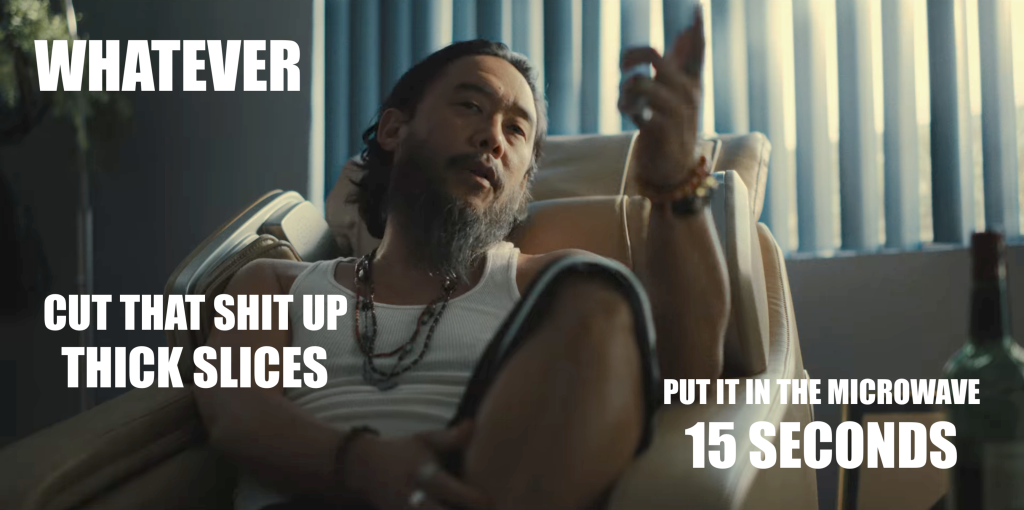 WHATEVER
CUT THAT SHIT UP
THICK SLICES
PUT IT IN THE MICROWAVE
15 SECONDS